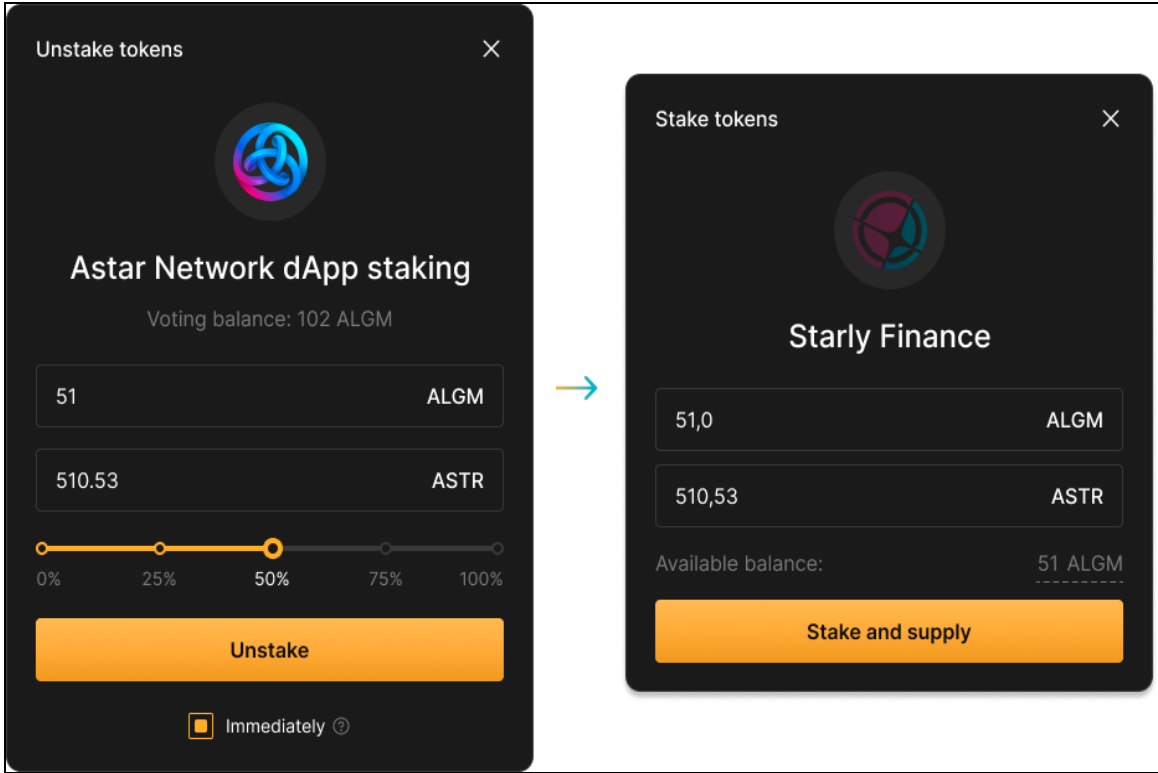 Unstake tokens
Astar Network dApp staking
Voting balance: 102 ALGM
51 ALGM
510.53 ASTR
0% 25% 50% 75% 100%
Unstake
Immediately ?
Stake tokens
Starly Finance
51,0 ALGM
510,53 ASTR
Available balance: 51 ALGM
Stake and supply